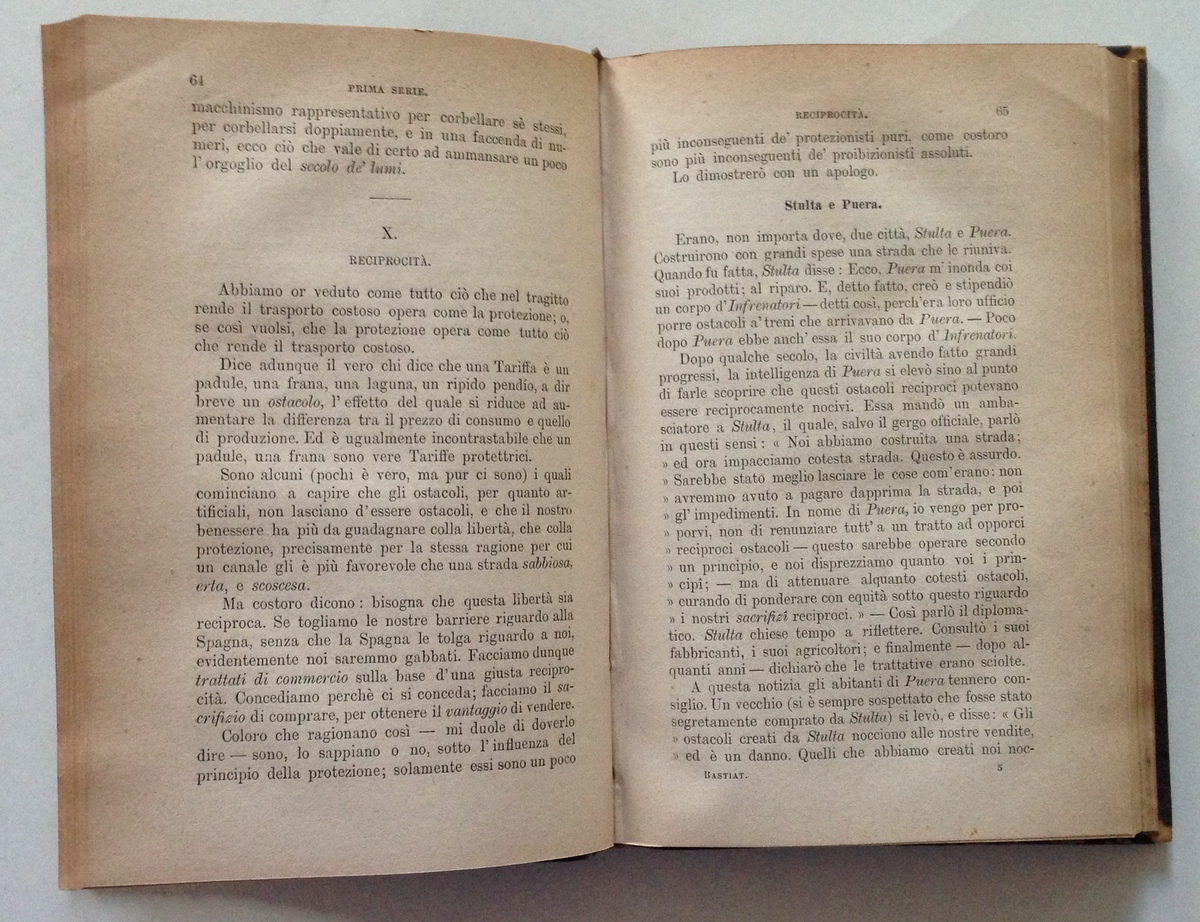 64
PRIMA SERIE.
macchinismo rappresentativo per corbellare sè stessi,
per corbellarsi doppiamente, e in una faccenda di nu-
meri, ecco ciò che vale di certo ad ammansare un poco
l'orgoglio del secolo de' lumi.
X.
RECIPROCITÀ.
Abbiamo or veduto come tutto ciò che nel tragitto
rende il trasporto costoso opera come la protezione; o,
se così vuolsi, che la protezione opera come tutto ciò
che rende il trasporto costoso.
Dice adunque il vero chi dice che una Tariffa è un
padule, una frana, una laguna, un ripido pendio, a dir
breve un ostacolo, l'effetto del quale si riduce ad au-
mentare la differenza tra il prezzo di consumo e quello
di produzione. Ed è ugualmente incontrastabile che un
padule, una frana sono vere Tariffe protettrici.
Sono alcuni (pochi è vero, ma pur ci sono) i quali
cominciano a capire che gli ostacoli, per quanto ar-
tificiali, non lasciano d'essere ostacoli, e che il nostro
benessere ha più da guadagnare colla libertà, che colla
protezione, precisamente per la stessa ragione per cui
un canale gli è più favorevole che una strada sabbiosa,
erta, e scoscesa.
Ma costoro dicono: bisogna che questa libertà sia
reciproca. Se togliamo le nostre barriere riguardo alla
Spagna, senza che la Spagna le tolga riguardo a noi,
evidentemente noi saremmo gabbati. Facciamo dunque
trattati di commercio sulla base d'una giusta recipro-
cità. Concediamo perchè ci si conceda; facciamo il sa-
crifizio di comprare, per ottenere il vantaggio di vendere.
Coloro che ragionano così — mi duole di doverlo
dire — sono, lo sappiano o no, sotto l'influenza del
principio della protezione; solamente essi sono un poco
RECIPROCITÀ.
65
più inconseguenti de' protezionisti puri. come costoro
sono più inconseguenti de' proibizionisti assoluti.
Lo dimostrerò con un apologo.
Stulta e Puera.
Erano, non importa dove, due città, Stulta e Puera.
Costruirono con grandi spese una strada che le riuniva.
Quando fu fatta, Stulta disse: Ecco, Puera m'inonda coi
suoi prodotti; al riparo. E, detto fatto, creò e stipendiò
un corpo d'Infrenatori — detti così, perch'era loro ufficio
porre ostacoli a' treni che arrivavano da Puera. — Poco
dopo Puera ebbe anch'essa il suo corpo d'Infrenatori.
Dopo qualche secolo, la civiltà avendo fatto grandi
progressi, la intelligenza di Puera si elevò sino al punto
di farle scoprire che questi ostacoli reciproci potevano
essere reciprocamente nocivi. Essa mandò un amba-
sciatore a Stulta, il quale, salvo il gergo officiale, parlò
in questi sensi: « Noi abbiamo costruita una strada;
» ed ora impacciamo cotesta strada. Questo è assurdo.
» Sarebbe stato meglio lasciare le cose com'erano: non
» avremmo avuto a pagare dapprima la strada, e poi
» gl'impedimenti. In nome di Puera, io vengo per pro-
» porvi, non di renunziare tutt'a un tratto ad opporci
» reciproci ostacoli — questo sarebbe operare secondo
» un principio, e noi disprezziamo quanto voi i prin-
» cipî; — ma di attenuare alquanto cotesti ostacoli,
» curando di ponderare con equità sotto questo riguardo
» i nostri sacrifizî reciproci. » — Così parlò il diploma-
tico. Stulta chiese tempo a riflettere. Consultò i suoi
fabbricanti, i suoi agricoltori; e finalmente — dopo al-
quanti anni — dichiarò che le trattative erano sciolte.
A questa notizia gli abitanti di Puera tennero con-
siglio. Un vecchio (si è sempre sospettato che fosse stato
segretamente comprato da Stulta) si levò, e disse: « Gli
» ostacoli creati da Stulta nocciono alle nostre vendite,
» ed è un danno. Quelli che abbiamo creati noi noc-
BASTIAT.
5